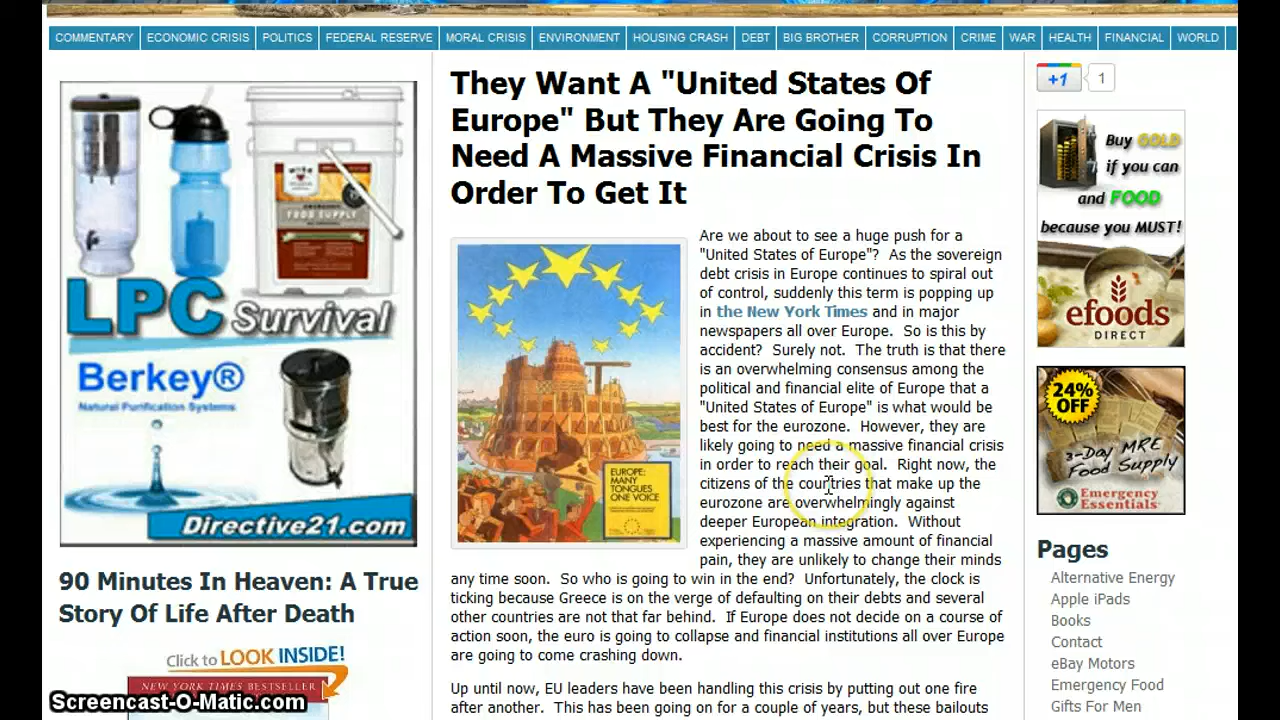 COMMENTARY ECONOMIC CRISIS POLITICS FEDERAL RESERVE MORAL CRISIS ENVIRONMENT HOUSING CRASH DEBT BIG BROTHER CORRUPTION CRIME WAR HEALTH FINANCIAL WORLD
LPC
Survival
Berkey®
Natural Purification Systems
Directive21.com
90 Minutes In Heaven: A True
Story Of Life After Death
Click to LOOK INSIDE!
NEW YORK TIMES BESTSELLER
They Want A "United States Of
Europe" But They Are Going To
Need A Massive Financial Crisis In
Order To Get It
EUROPE:
MANY
TONGUES
ONE VOICE
Are we about to see a huge push for a
"United States of Europe"?  As the sovereign
debt crisis in Europe continues to spiral out
of control, suddenly this term is popping up
in the New York Times and in major
newspapers all over Europe.  So is this by
accident?  Surely not.  The truth is that there
is an overwhelming consensus among the
political and financial elite of Europe that a
"United States of Europe" is what would be
best for the eurozone.  However, they are
likely going to need a massive financial crisis
in order to reach their goal.  Right now, the
citizens of the countries that make up the
eurozone are overwhelmingly against
deeper European integration.  Without
experiencing a massive amount of financial
pain, they are unlikely to change their minds
any time soon.  So who is going to win in the end?  Unfortunately, the clock is
ticking because Greece is on the verge of defaulting on their debts and several
other countries are not that far behind.  If Europe does not decide on a course of
action soon, the euro is going to collapse and financial institutions all over Europe
are going to come crashing down.
Up until now, EU leaders have been handling this crisis by putting out one fire
after another.  This has been going on for a couple of years, but these bailouts
+1 1
Buy GOLD
if you can
and FOOD
because you MUST!
efoods
DIRECT
24%
OFF
3-Day MRE
Food Supply
Emergency
Essentials®
Pages
Alternative Energy
Apple iPads
Books
Contact
eBay Motors
Emergency Food
Gifts For Men
Screencast-O-Matic.com